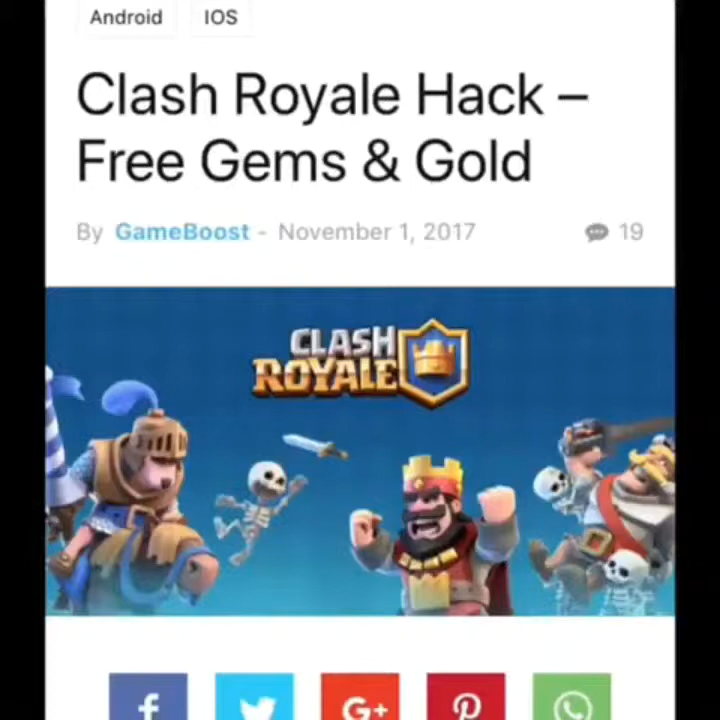 Android IOS
Clash Royale Hack –
Free Gems & Gold
By GameBoost - November 1, 2017 19
CLASH
ROYALE
f G+